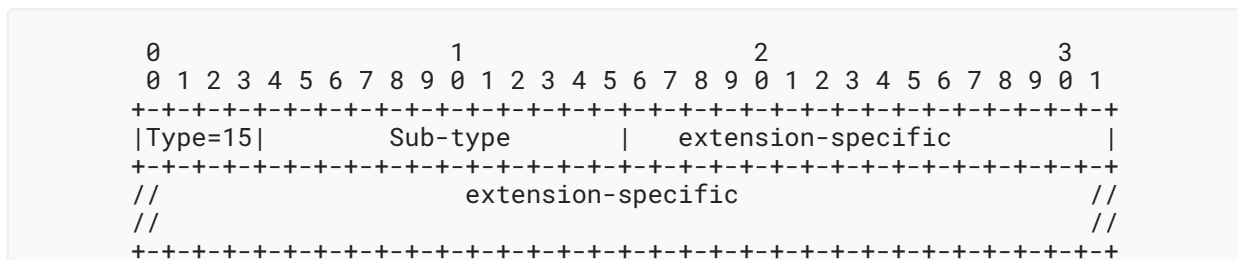 0                   1                   2                   3
 0 1 2 3 4 5 6 7 8 9 0 1 2 3 4 5 6 7 8 9 0 1 2 3 4 5 6 7 8 9 0 1
+-+-+-+-+-+-+-+-+-+-+-+-+-+-+-+-+-+-+-+-+-+-+-+-+-+-+-+-+-+-+-+-+
|Type=15|        Sub-type       |   extension-specific          |
+-+-+-+-+-+-+-+-+-+-+-+-+-+-+-+-+-+-+-+-+-+-+-+-+-+-+-+-+-+-+-+-+
//                    extension-specific                       //
//                                                             //
+-+-+-+-+-+-+-+-+-+-+-+-+-+-+-+-+-+-+-+-+-+-+-+-+-+-+-+-+-+-+-+-+